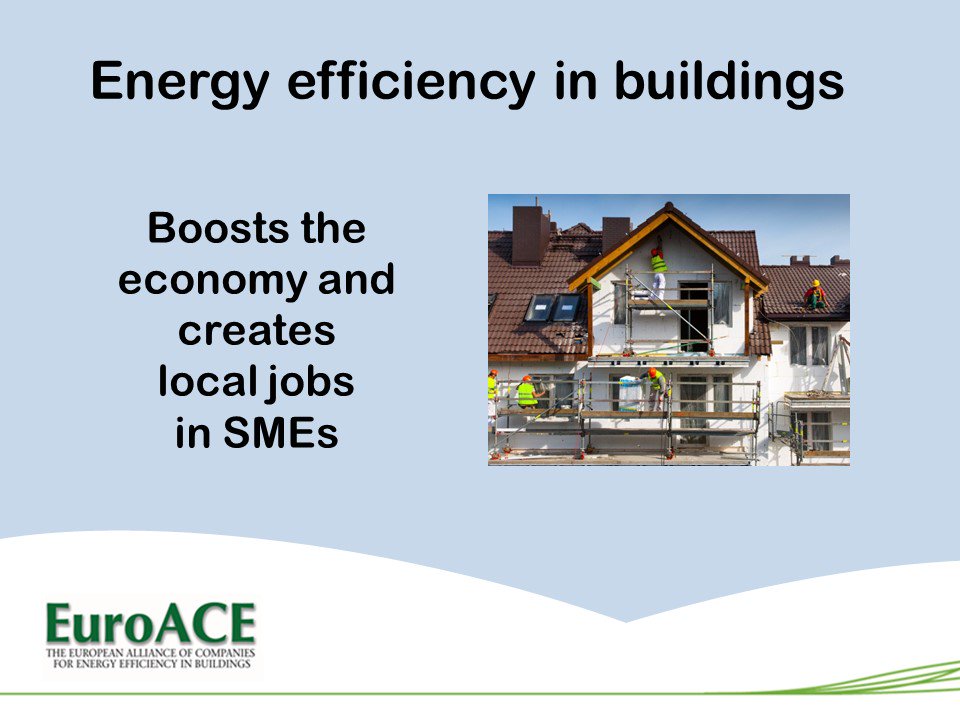 Energy efficiency in buildings
Boosts the
economy and
creates
local jobs
in SMEs
EuroACE
THE EUROPEAN ALLIANCE OF COMPANIES
FOR ENERGY EFFICIENCY IN BUILDINGS